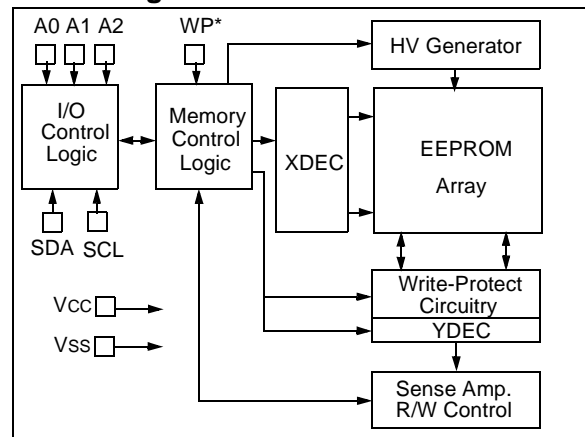 A0 A1 A2
WP*
HV Generator
I/O
Control
Logic
Memory
Control
Logic
XDEC
EEPROM
Array
SDA
SCL
Write-Protect
Circuitry
YDEC
VCC
VSS
Sense Amp.
R/W Control